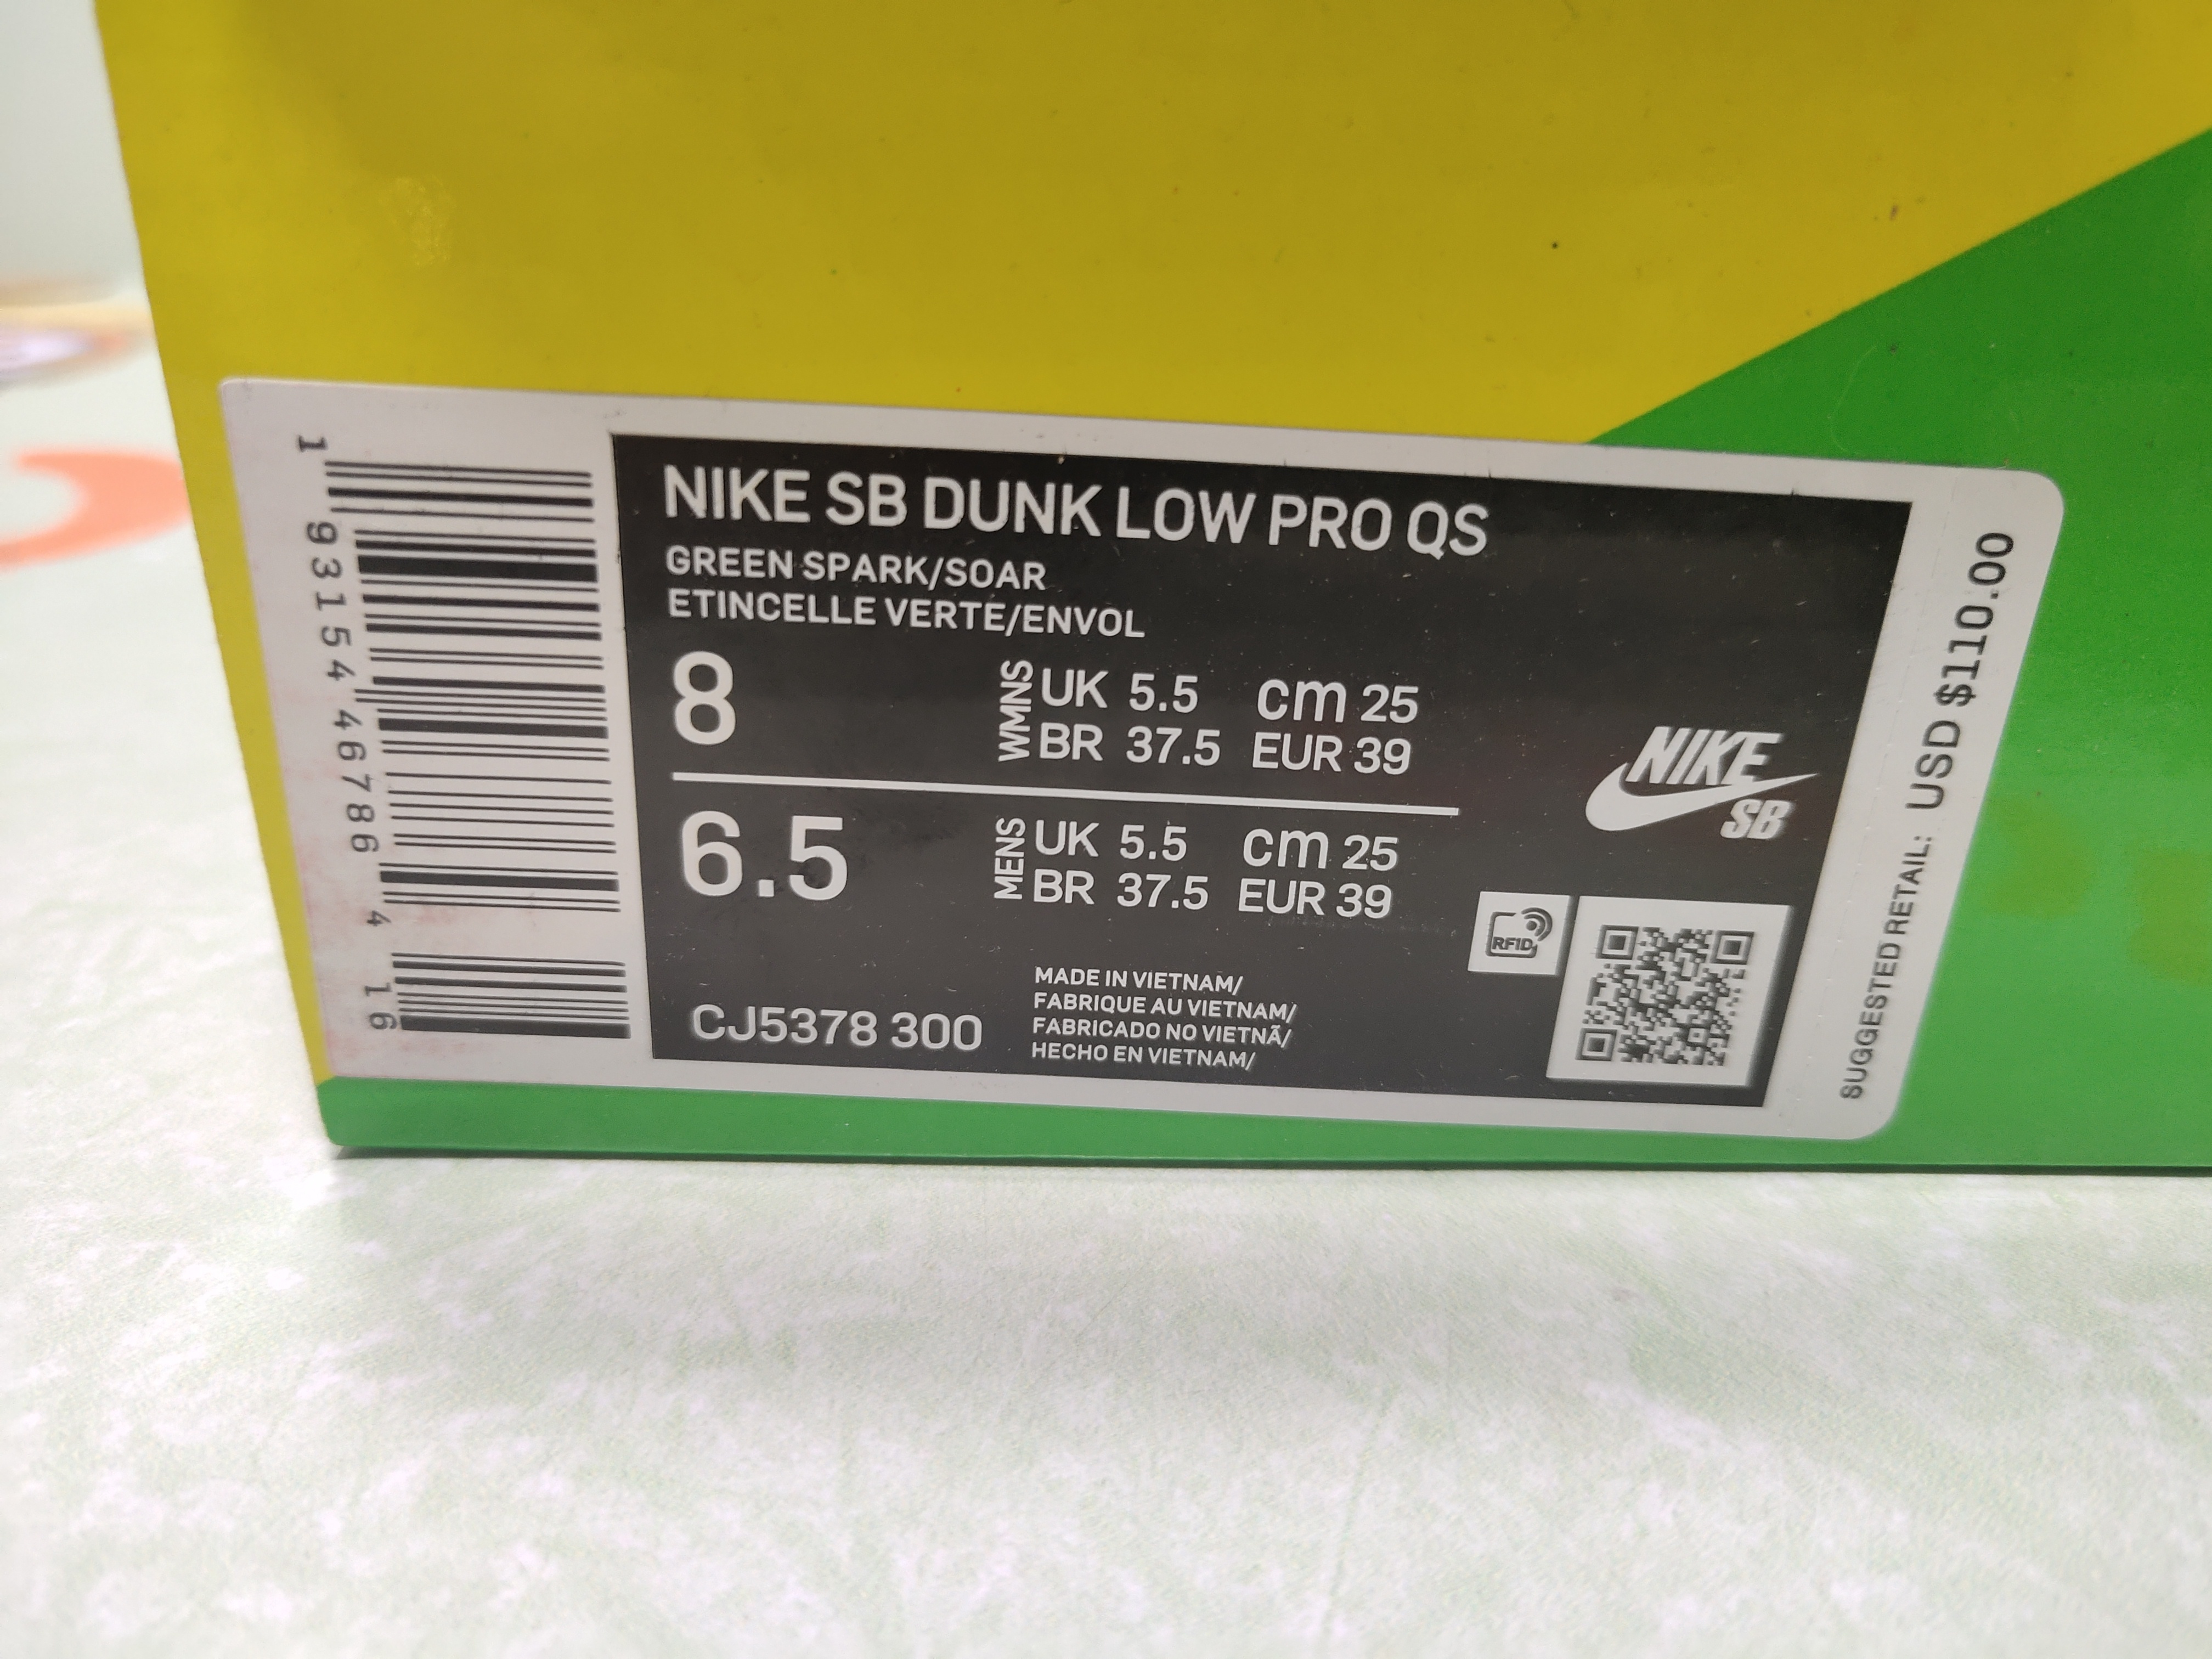 NIKE SB DUNK LOW PRO QS
GREEN SPARK/SOAR
ETINCELLE VERTE/ENVOL
8
WMNS
UK 5.5 cm 25
BR 37.5 EUR 39
6.5
MENS
UK 5.5 cm 25
BR 37.5 EUR 39
NIKE
SB
RFID
CJ5378 300
MADE IN VIETNAM/
FABRIQUE AU VIETNAM/
FABRICADO NO VIETNÃ/
HECHO EN VIETNAM/
1 93154 46786 4 16
SUGGESTED RETAIL: USD $110.00